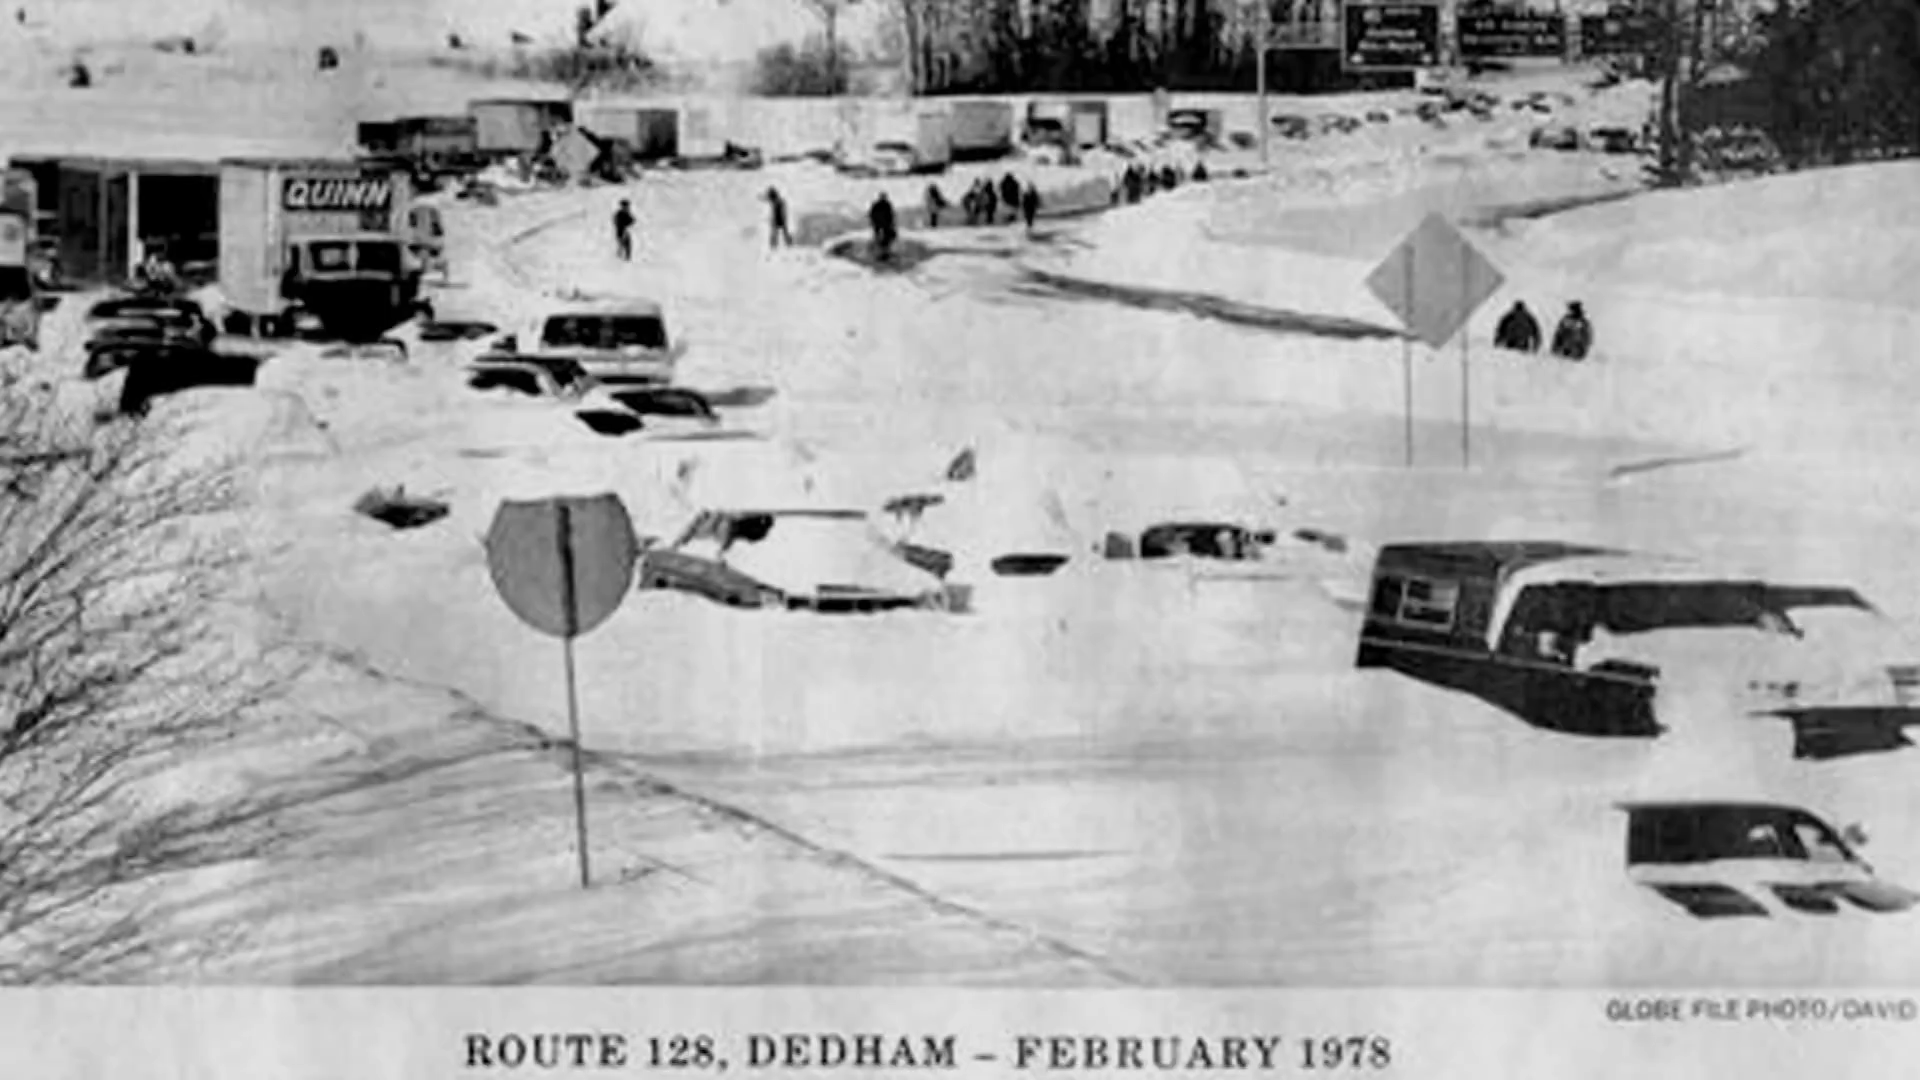 QUINN
GLOBE FILE PHOTO/DAVID
ROUTE 128, DEDHAM – FEBRUARY 1978